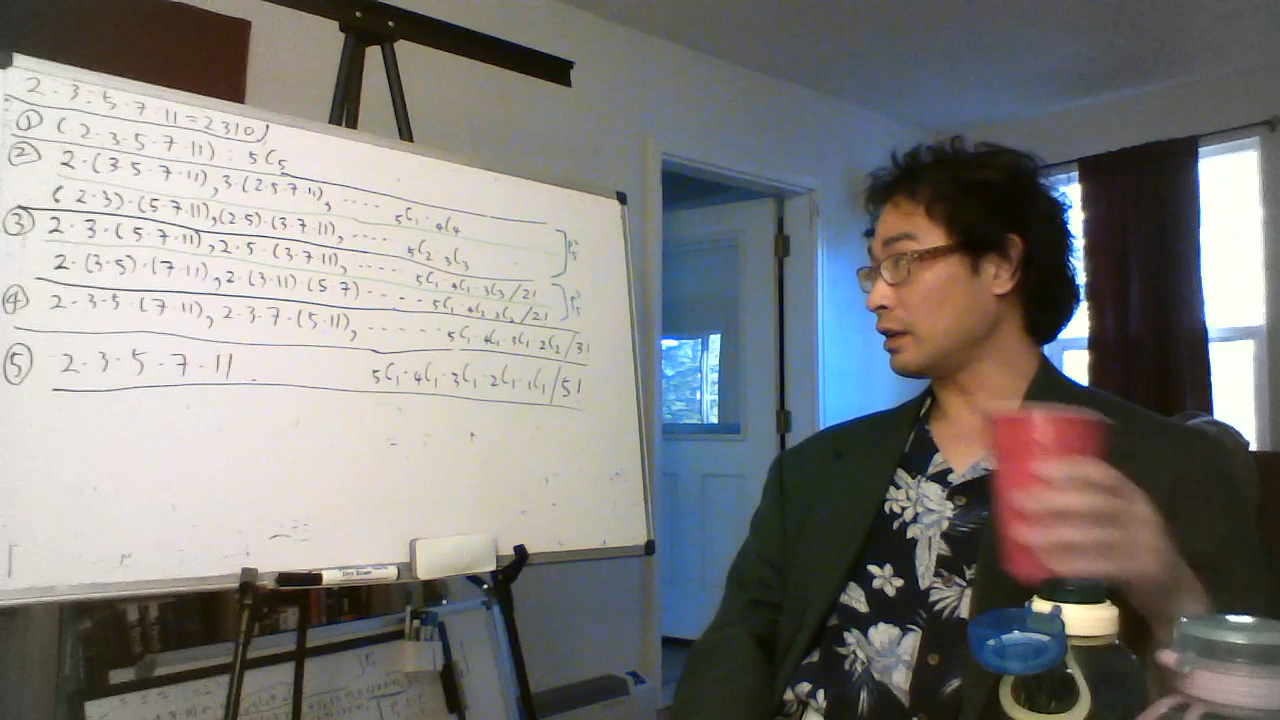 2 · 3 · 5 · 7 · 11 = 2310
① (2 · 3 · 5 · 7 · 11) : 5C5
② 2 · (3 · 5 · 7 · 11), 3 · (2 · 5 · 7 · 11), .... 5C1 · 4C4
(2 · 3) · (5 · 7 · 11), (2 · 5) · (3 · 7 · 11), .... 5C2 · 3C3
③ 2 · 3 · (5 · 7 · 11), 2 · 5 · (3 · 7 · 11), .... 5C1 · 4C1 · 3C3 / 2!
2 · (3 · 5) · (7 · 11), 2 · (3 · 11) · (5 · 7) .... 5C1 · 4C2 · 2C2 / 2!
④ 2 · 3 · 5 · (7 · 11), 2 · 3 · 7 · (5 · 11), ...... 5C1 · 4C1 · 3C1 · 2C2 / 3!
⑤ 2 · 3 · 5 · 7 · 11 . 5C1 · 4C1 · 3C1 · 2C1 · 1C1 / 5!